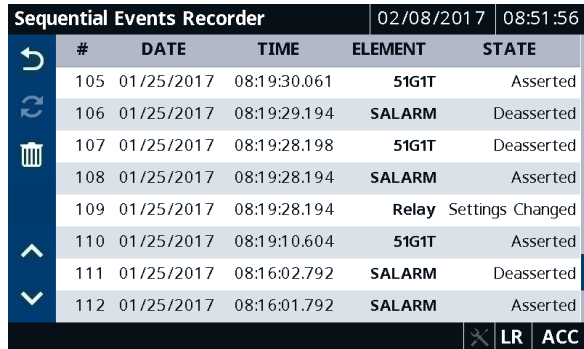 Sequential Events Recorder 02/08/2017 08:51:56
# DATE TIME ELEMENT STATE
105 01/25/2017 08:19:30.061 51G1T Asserted
106 01/25/2017 08:19:29.194 SALARM Deasserted
107 01/25/2017 08:19:28.198 51G1T Deasserted
108 01/25/2017 08:19:28.194 SALARM Asserted
109 01/25/2017 08:19:28.194 Relay Settings Changed
110 01/25/2017 08:19:10.604 51G1T Asserted
111 01/25/2017 08:16:02.792 SALARM Deasserted
112 01/25/2017 08:16:01.792 SALARM Asserted
LR ACC